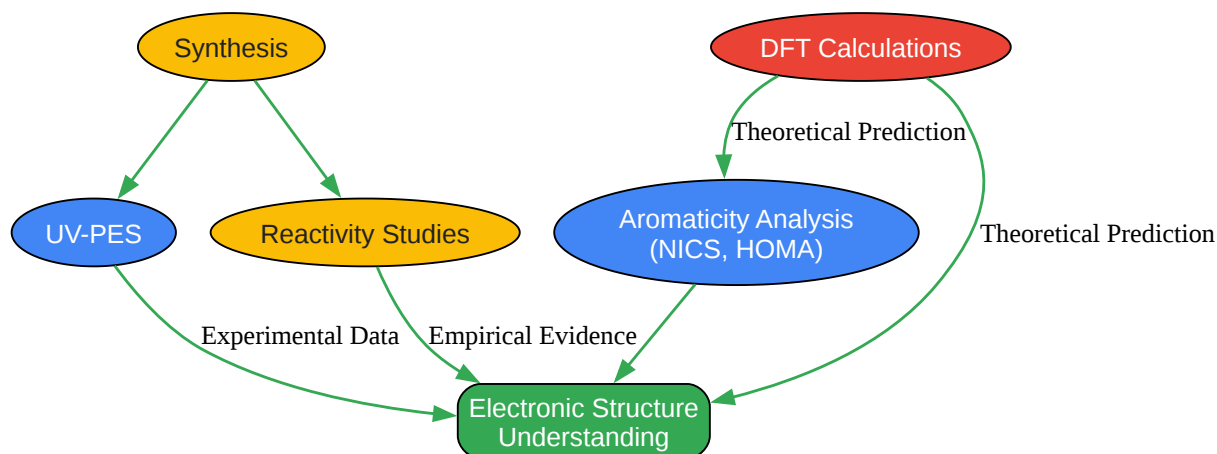 Synthesis
DFT Calculations
Theoretical Prediction
UV-PES
Reactivity Studies
Aromaticity Analysis
(NICS, HOMA)
Theoretical Prediction
Experimental Data
Empirical Evidence
Electronic Structure
Understanding